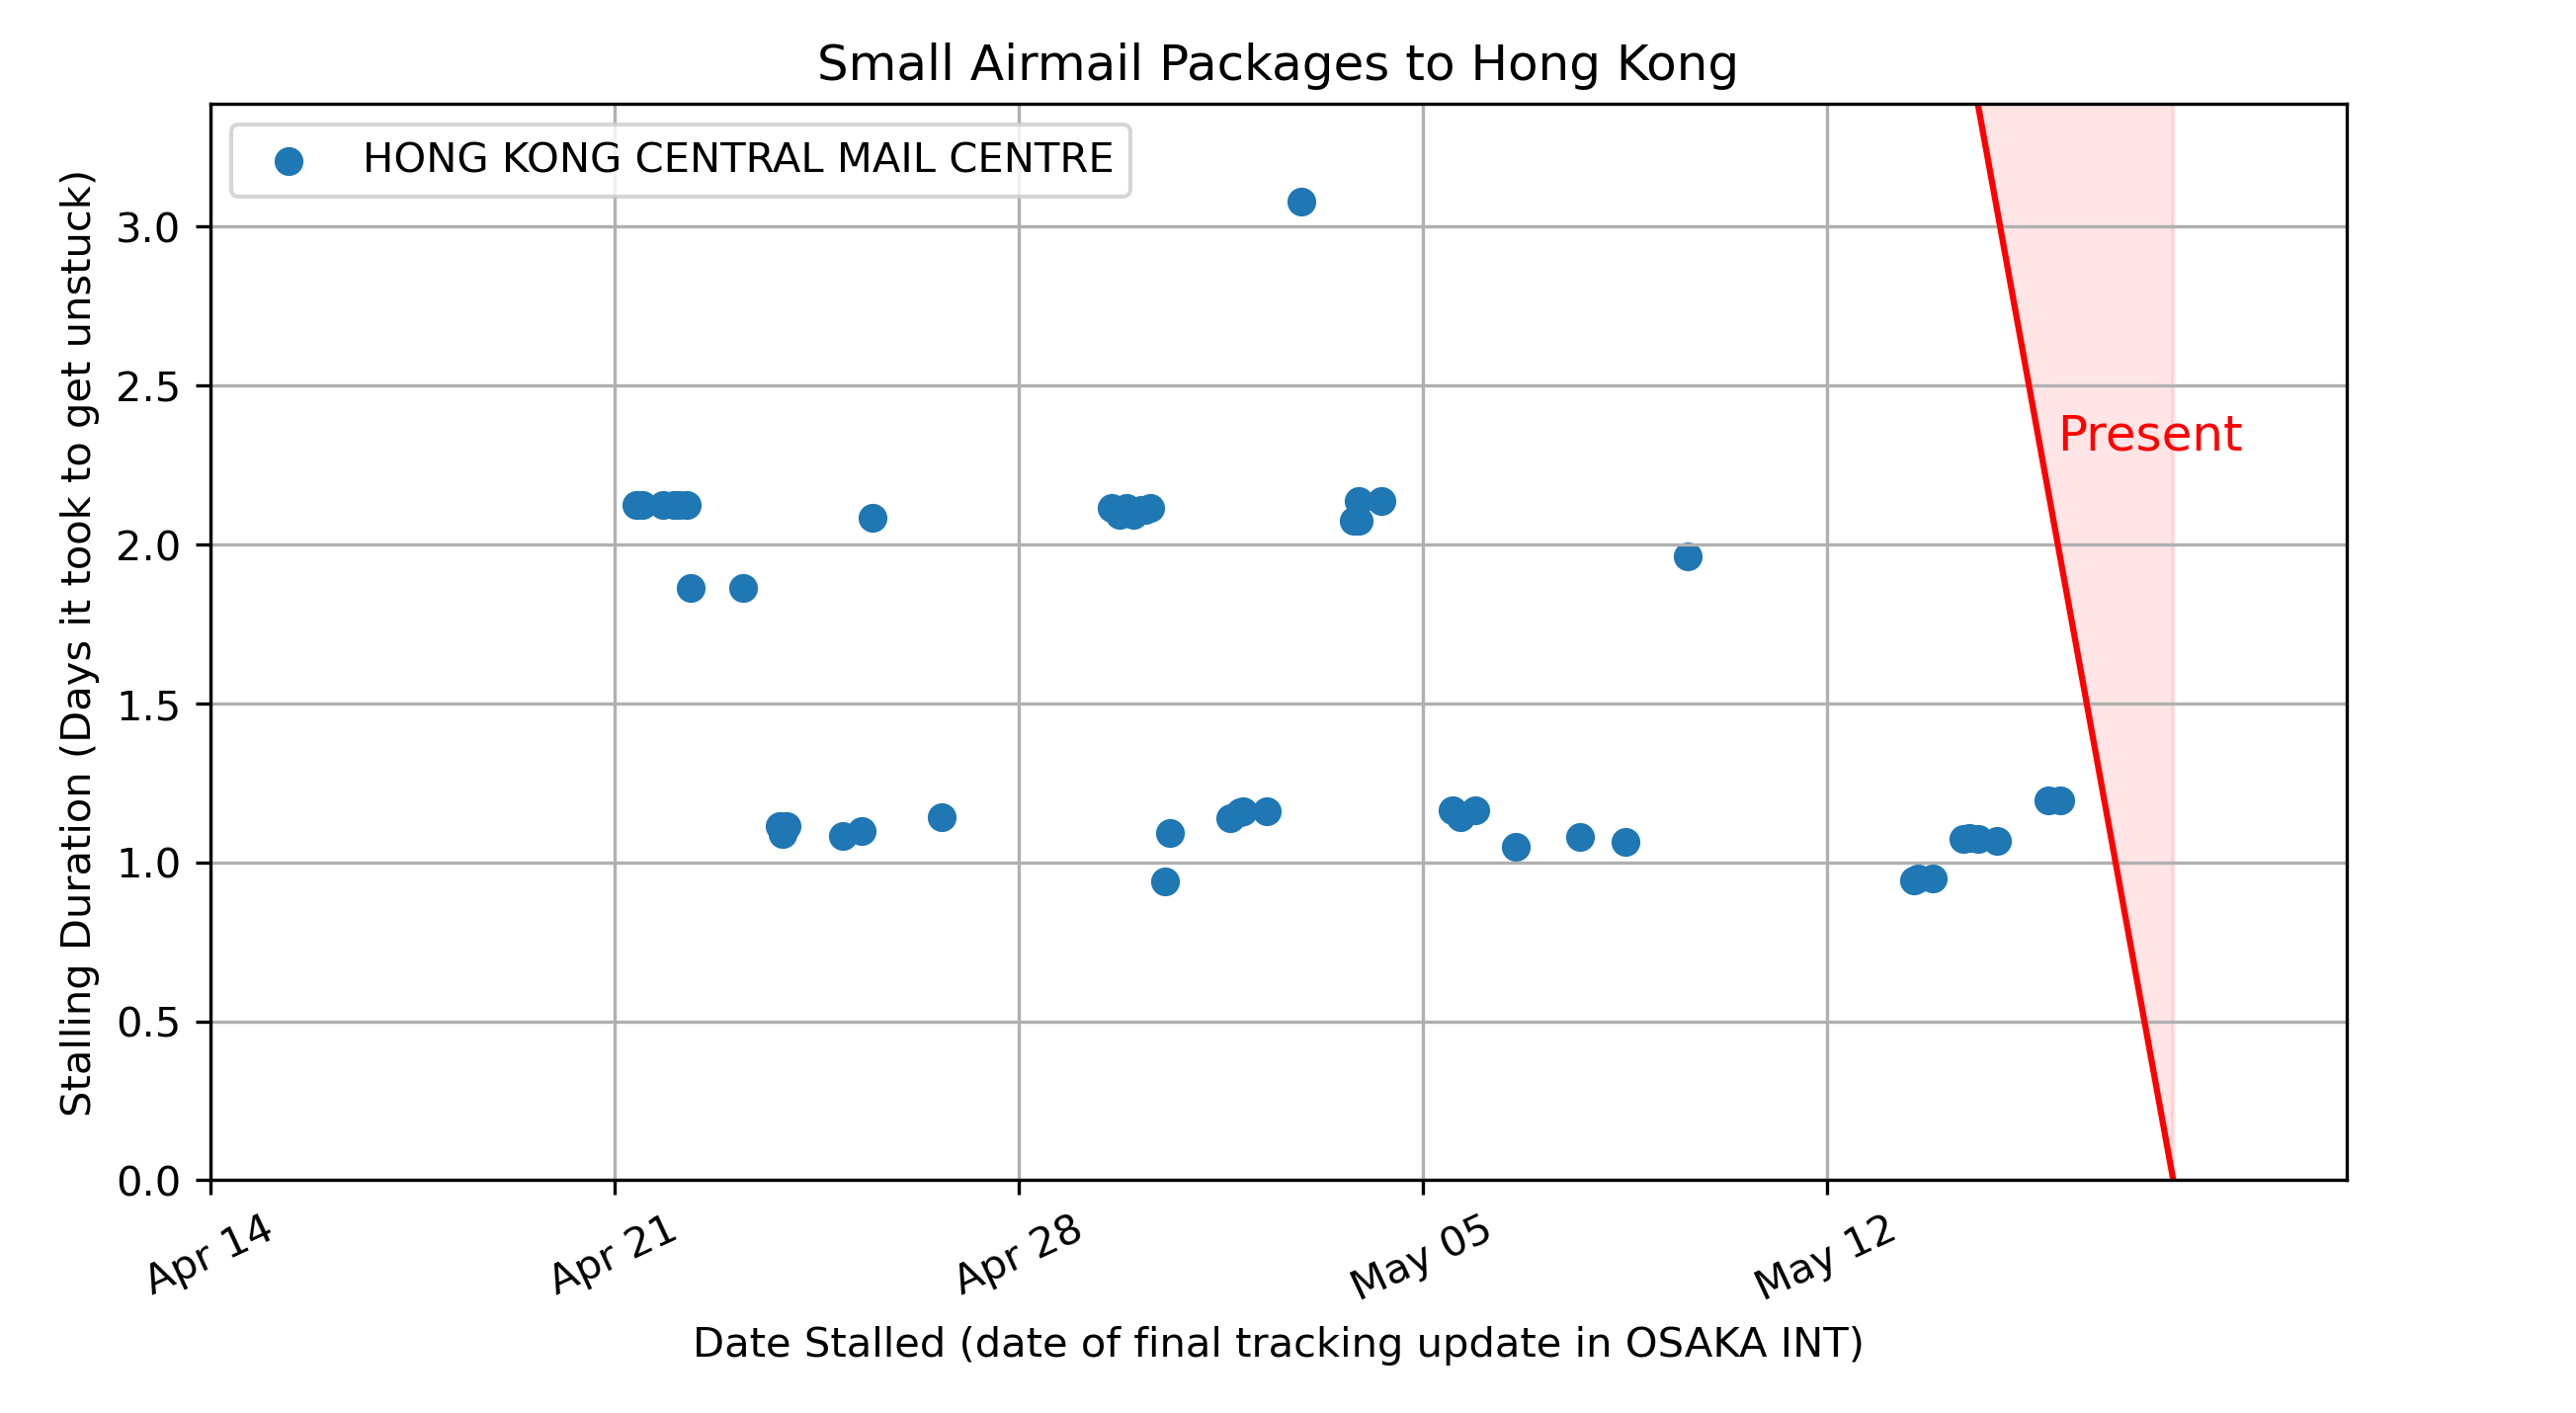 Small Airmail Packages to Hong Kong
HONG KONG CENTRAL MAIL CENTRE
Stalling Duration (Days it took to get unstuck)
3.0
2.5
2.0
1.5
1.0
0.5
0.0
Present
Apr 14
Apr 21
Apr 28
May 05
May 12
Date Stalled (date of final tracking update in OSAKA INT)